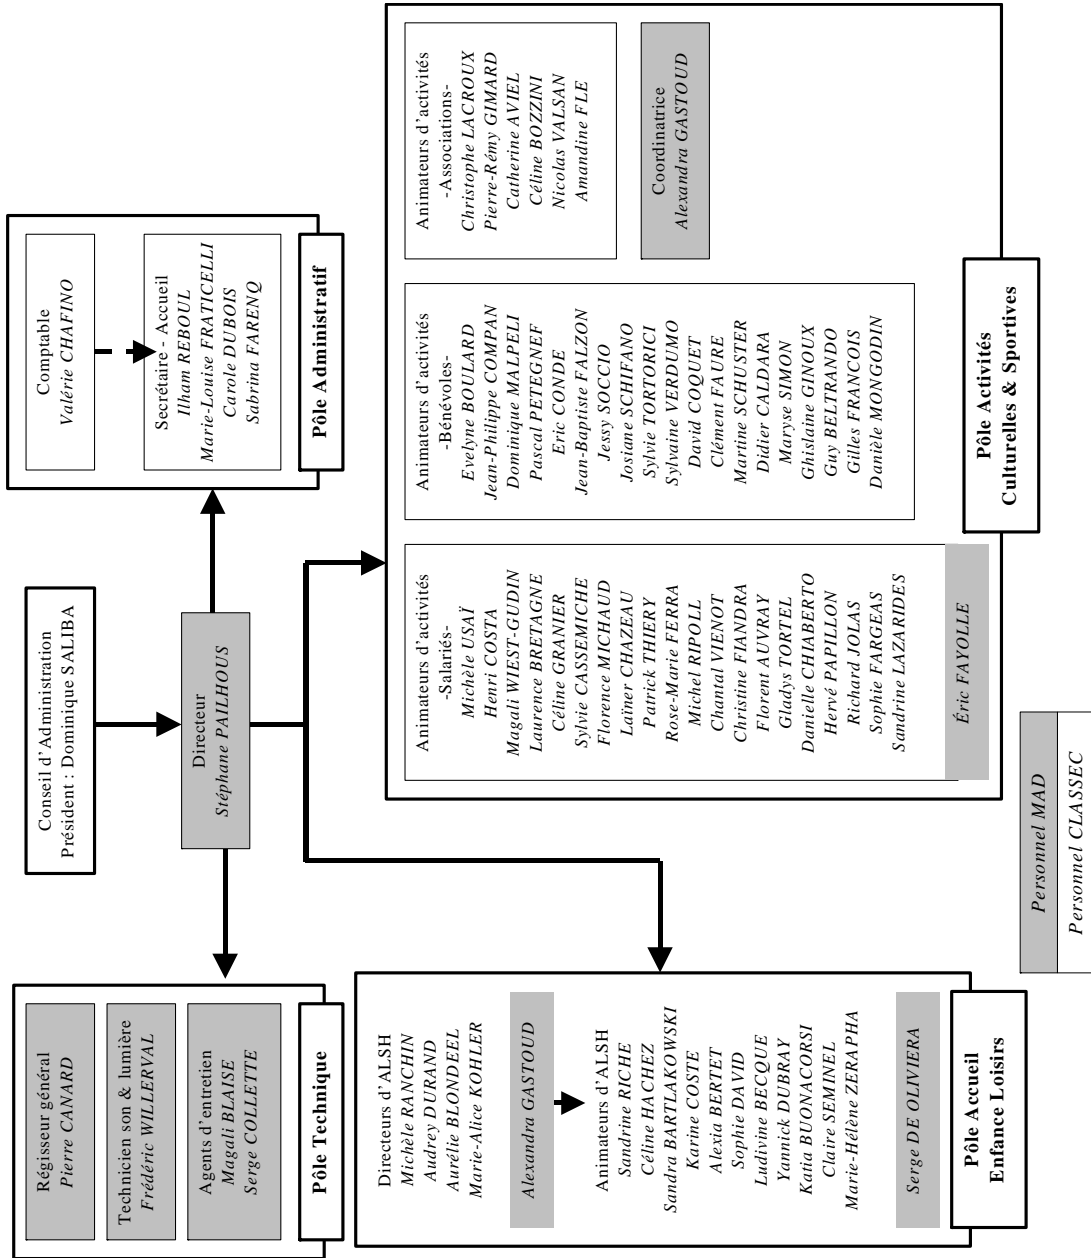 Conseil d'Administration
Président : Dominique SALIBA
Directeur
Stéphane PAILHOUS
Régisseur général
Pierre CANARD
Technicien son & lumière
Frédéric WILLERVAL
Agents d'entretien
Magali BLAISE
Serge COLLETTE
Pôle Technique
Comptable
Valérie CHAFINO
Secrétaire - Accueil
Ilham REBOUL
Marie-Louise FRATICELLI
Carole DUBOIS
Sabrina FARENQ
Pôle Administratif
Directeurs d'ALSH
Michèle RANCHIN
Audrey DURAND
Aurélie BLONDEEL
Marie-Alice KOHLER
Alexandra GASTOUD
Animateurs d'ALSH
Sandrine RICHE
Céline HACHEZ
Sandra BARTLAKOWSKI
Karine COSTE
Alexia BERTET
Sophie DAVID
Ludivine BECQUE
Yannick DUBRAY
Katia BUONACORSI
Claire SEMINEL
Marie-Hélène ZERAPHA
Serge DE OLIVIERA
Pôle Accueil
Enfance Loisirs
Animateurs d'activités
-Salariés-
Michèle USAÏ
Henri COSTA
Magali WIEST-GUDIN
Laurence BRETAGNE
Céline GRANIER
Sylvie CASSEMICHE
Florence MICHAUD
Laïner CHAZEAU
Patrick THIERY
Rose-Marie FERRA
Michel RIPOLL
Chantal VIENOT
Christine FIANDRA
Florent AUVRAY
Gladys TORTEL
Danielle CHIABERTO
Hervé PAPILLON
Richard JOLAS
Sophie FARGEAS
Sandrine LAZARIDES
Éric FAYOLLE
Animateurs d'activités
-Bénévoles-
Evelyne BOULARD
Jean-Philippe COMPAN
Dominique MALPELI
Pascal PETEGNEF
Eric CONDE
Jean-Baptiste FALZON
Jessy SOCCIO
Josiane SCHIFANO
Sylvie TORTORICI
Sylvaine VERDUMO
David COQUET
Clément FAURE
Martine SCHUSTER
Didier CALDARA
Maryse SIMON
Ghislaine GINOUX
Guy BELTRANDO
Gilles FRANCOIS
Danièle MONGODIN
Animateurs d'activités
-Associations-
Christophe LACROUX
Pierre-Rémy GIMARD
Catherine AVIEL
Céline BOZZINI
Nicolas VALSAN
Amandine FLE
Coordinatrice
Alexandra GASTOUD
Pôle Activités
Culturelles & Sportives
Personnel MAD
Personnel CLASSEC